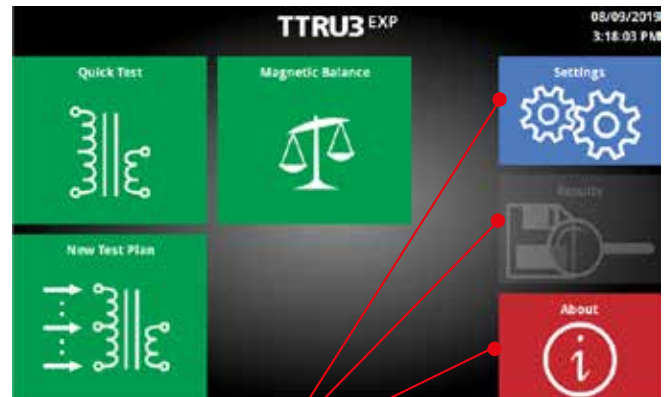 TTRU3 EXP
08/09/2019
3:18:03 PM
Quick Test
Magnetic Balance
Settings
Results
New Test Plan
About